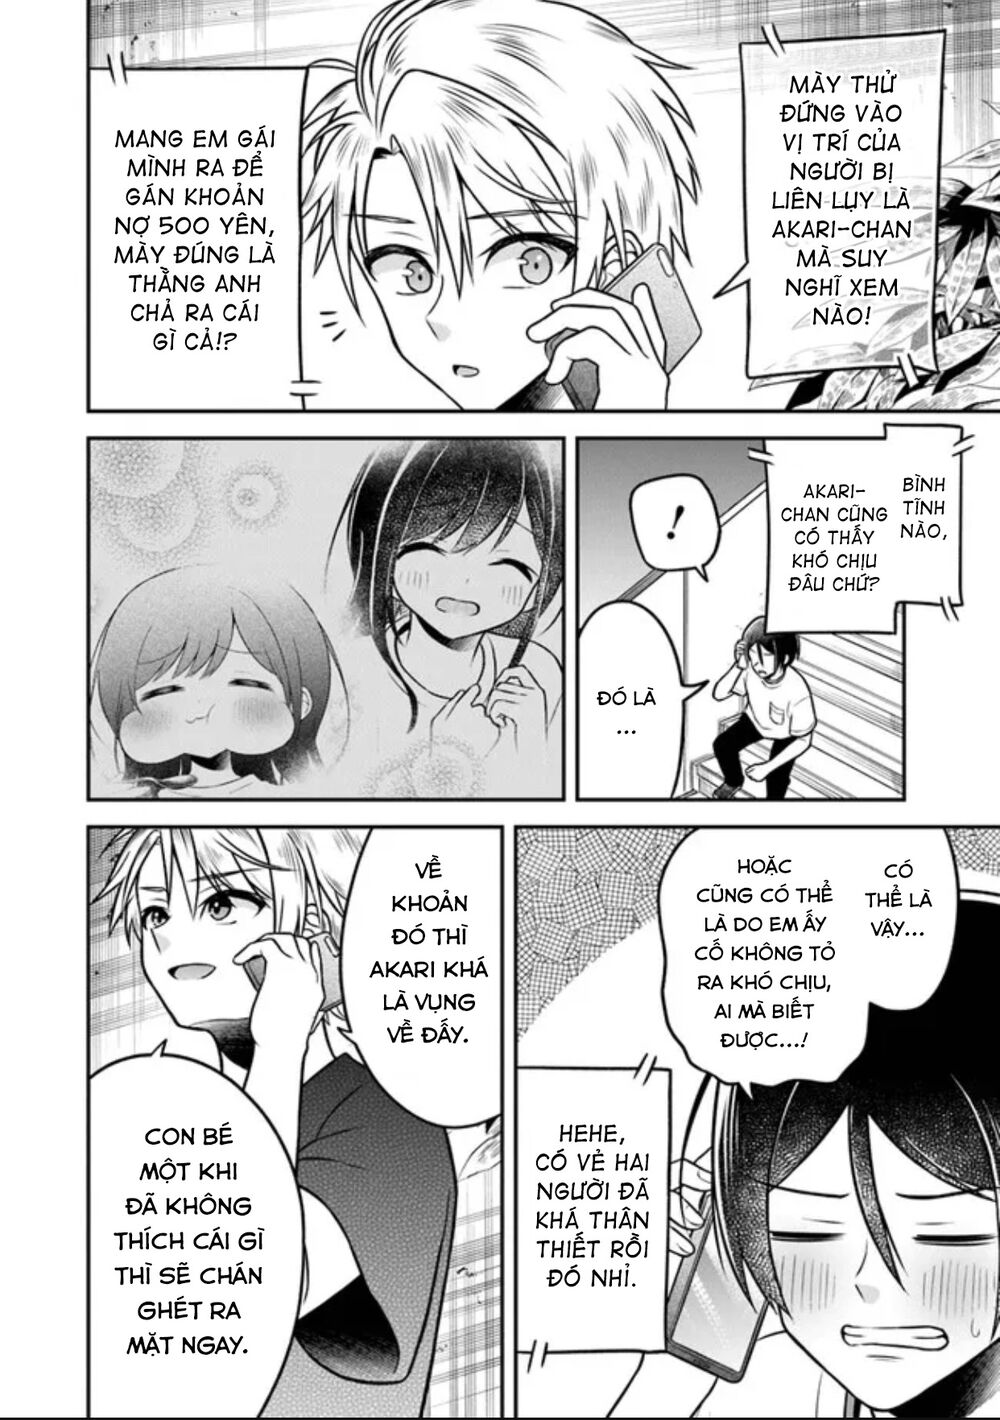 MÀY THỬ
ĐỨNG VÀO
VỊ TRÍ CỦA
NGƯỜI BỊ
LIÊN LỤY LÀ
AKARI-CHAN
MÀ SUY
NGHĨ XEM
NÀO!
MANG EM GÁI
MÌNH RA ĐỂ
GÁN KHOẢN
NỢ 500 YÊN,
MÀY ĐÚNG LÀ
THẰNG ANH
CHẢ RA CÁI
GÌ CẢ!?
BÌNH
TĨNH
NÀO,
AKARI-
CHAN CŨNG
CÓ THẤY
KHÓ CHỊU
ĐÂU CHỨ?
!
ĐÓ LÀ
...
CÓ
THỂ LÀ
VẬY...
HOẶC
CŨNG CÓ THỂ
LÀ DO EM ẤY
CỐ KHÔNG TỎ
RA KHÓ CHỊU,
AI MÀ BIẾT
ĐƯỢC...!
HEHE,
CÓ VẺ HAI
NGƯỜI ĐÃ
KHÁ THÂN
THIẾT RỒI
ĐÓ NHỈ.
VỀ
KHOẢN
ĐÓ THÌ
AKARI KHÁ
LÀ VỤNG
VỀ ĐẤY.
CON BÉ
MỘT KHI
ĐÃ KHÔNG
THÍCH CÁI GÌ
THÌ SẼ CHÁN
GHÉT RA
MẶT NGAY.